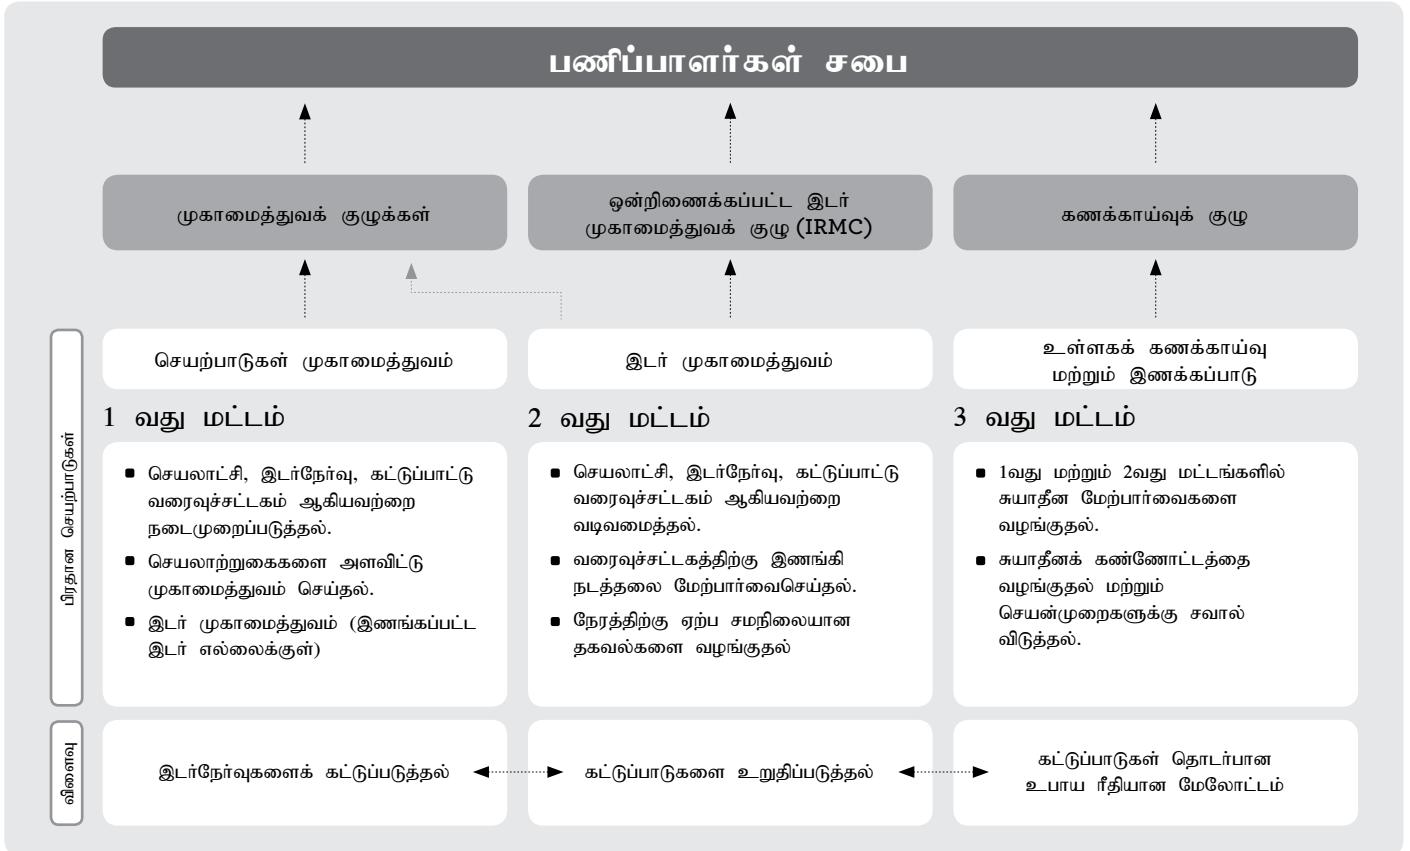 பணிப்பாளர்கள் சபை
முகாமைத்துவக் குழுக்கள்
ஒன்றிணைக்கப்பட்ட இடர்
முகாமைத்துவக் குழு (IRMC)
கணக்காய்வுக் குழு
பிரதான செயற்பாடுகள்
செயற்பாடுகள் முகாமைத்துவம்
1 வது மட்டம்
■ செயலாட்சி, இடர்நேர்வு, கட்டுப்பாட்டு
வரைவுச்சட்டகம் ஆகியவற்றை
நடைமுறைப்படுத்தல்.
■ செயலாற்றுகைகளை அளவிட்டு
முகாமைத்துவம் செய்தல்.
■ இடர் முகாமைத்துவம் (இணங்கப்பட்ட
இடர் எல்லைக்குள்)
இடர் முகாமைத்துவம்
2 வது மட்டம்
■ செயலாட்சி, இடர்நேர்வு, கட்டுப்பாட்டு
வரைவுச்சட்டகம் ஆகியவற்றை
வடிவமைத்தல்.
■ வரைவுச்சட்டகத்திற்கு இணங்கி
நடத்தலை மேற்பார்வைசெய்தல்.
■ நேரத்திற்கு ஏற்ப சமநிலையான
தகவல்களை வழங்குதல்
உள்ளகக் கணக்காய்வு
மற்றும் இணக்கப்பாடு
3 வது மட்டம்
■ 1வது மற்றும் 2வது மட்டங்களில்
சுயாதீன மேற்பார்வைகளை
வழங்குதல்.
■ சுயாதீனக் கண்ணோட்டத்தை
வழங்குதல் மற்றும்
செயன்முறைகளுக்கு சவால்
விடுத்தல்.
விளைவு
இடர்நேர்வுகளைக் கட்டுப்படுத்தல்
கட்டுப்பாடுகளை உறுதிப்படுத்தல்
கட்டுப்பாடுகள் தொடர்பான
உபாய ரீதியான மேலோட்டம்